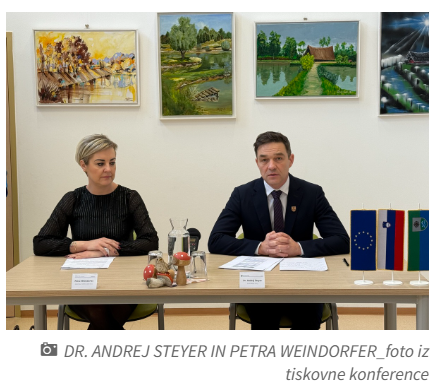 DR. ANDREJ STEYER IN PETRA WEINDORFER_foto iz
tiskovne konference